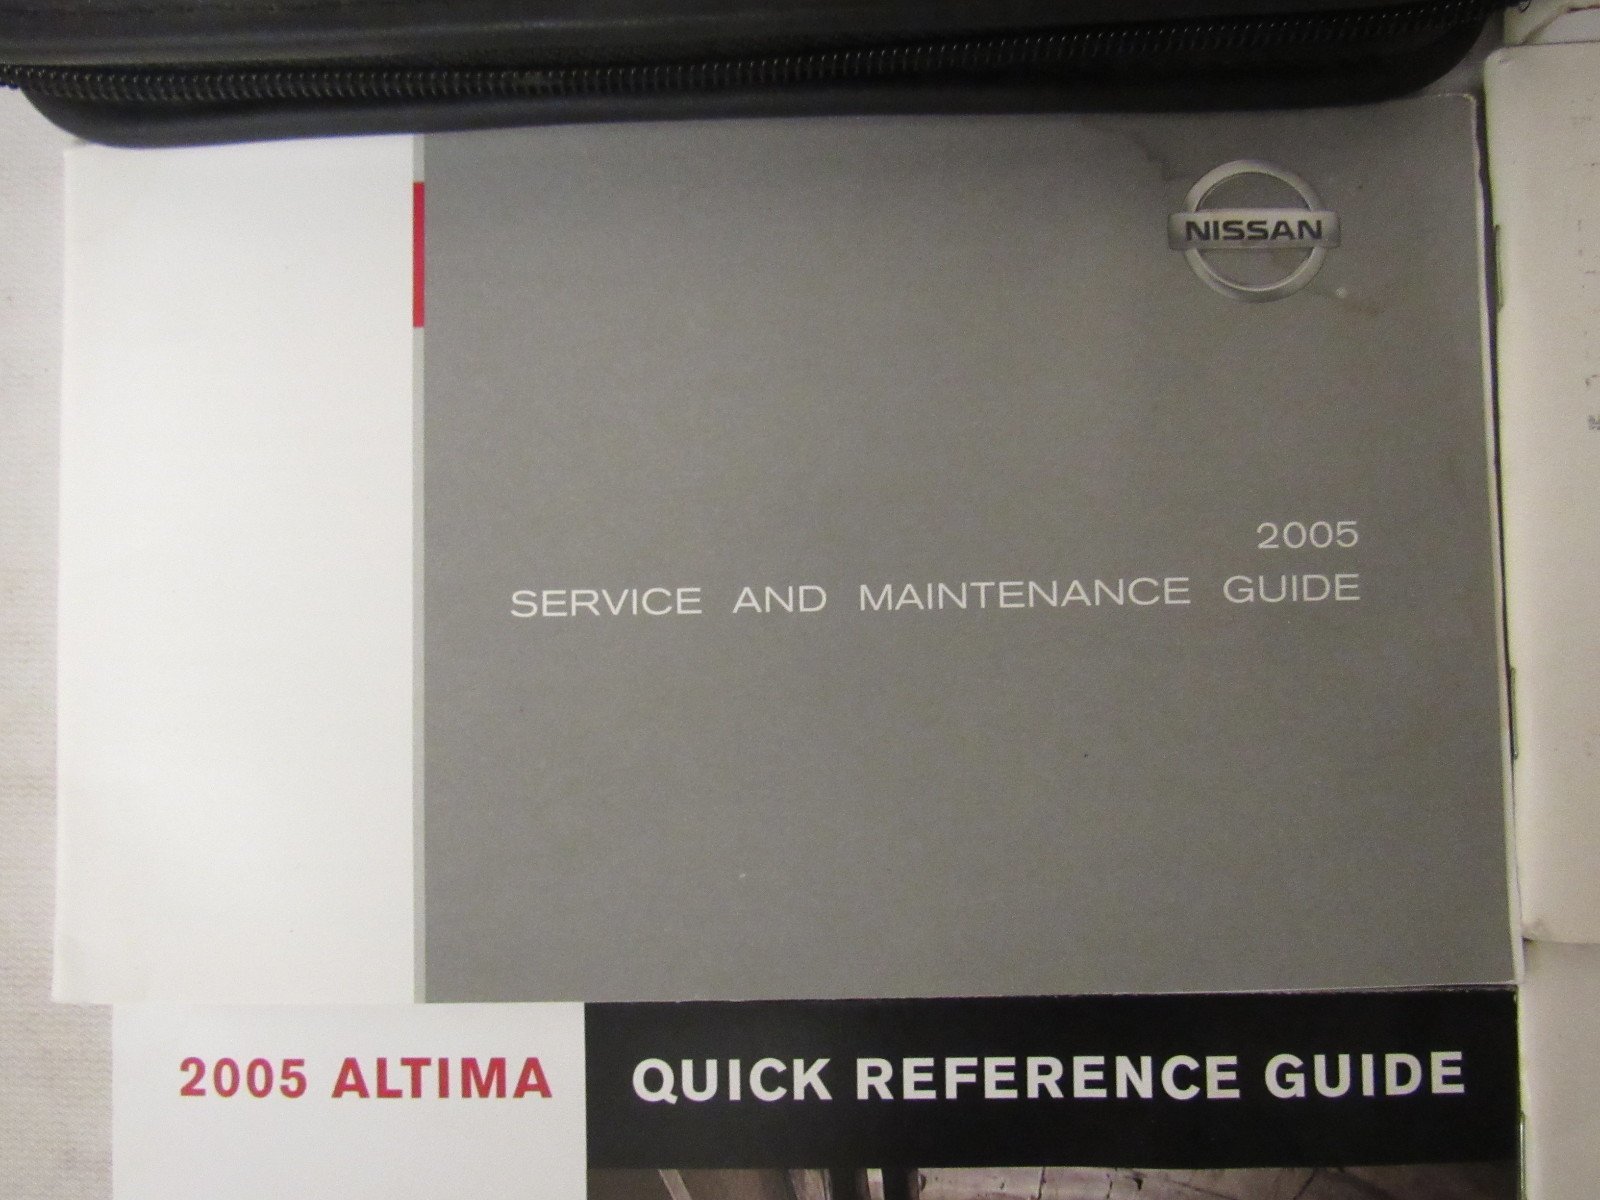 NISSAN
2005
SERVICE AND MAINTENANCE GUIDE
2005 ALTIMA QUICK REFERENCE GUIDE